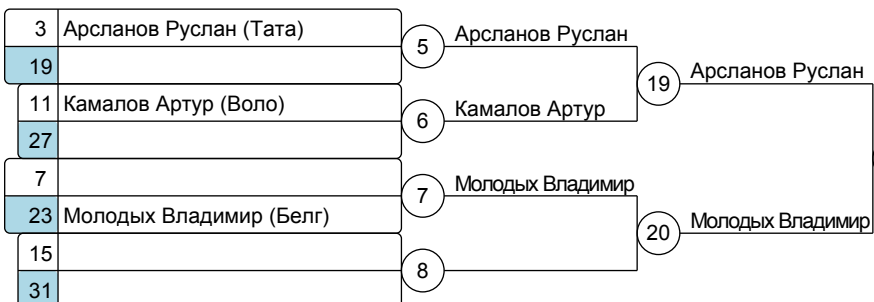 3 Арсланов Руслан (Тата)
19
11 Камалов Артур (Воло)
27
7
23 Молодых Владимир (Белг)
15
31
5 Арсланов Руслан
6 Камалов Артур
7 Молодых Владимир
8
19 Арсланов Руслан
20 Молодых Владимир